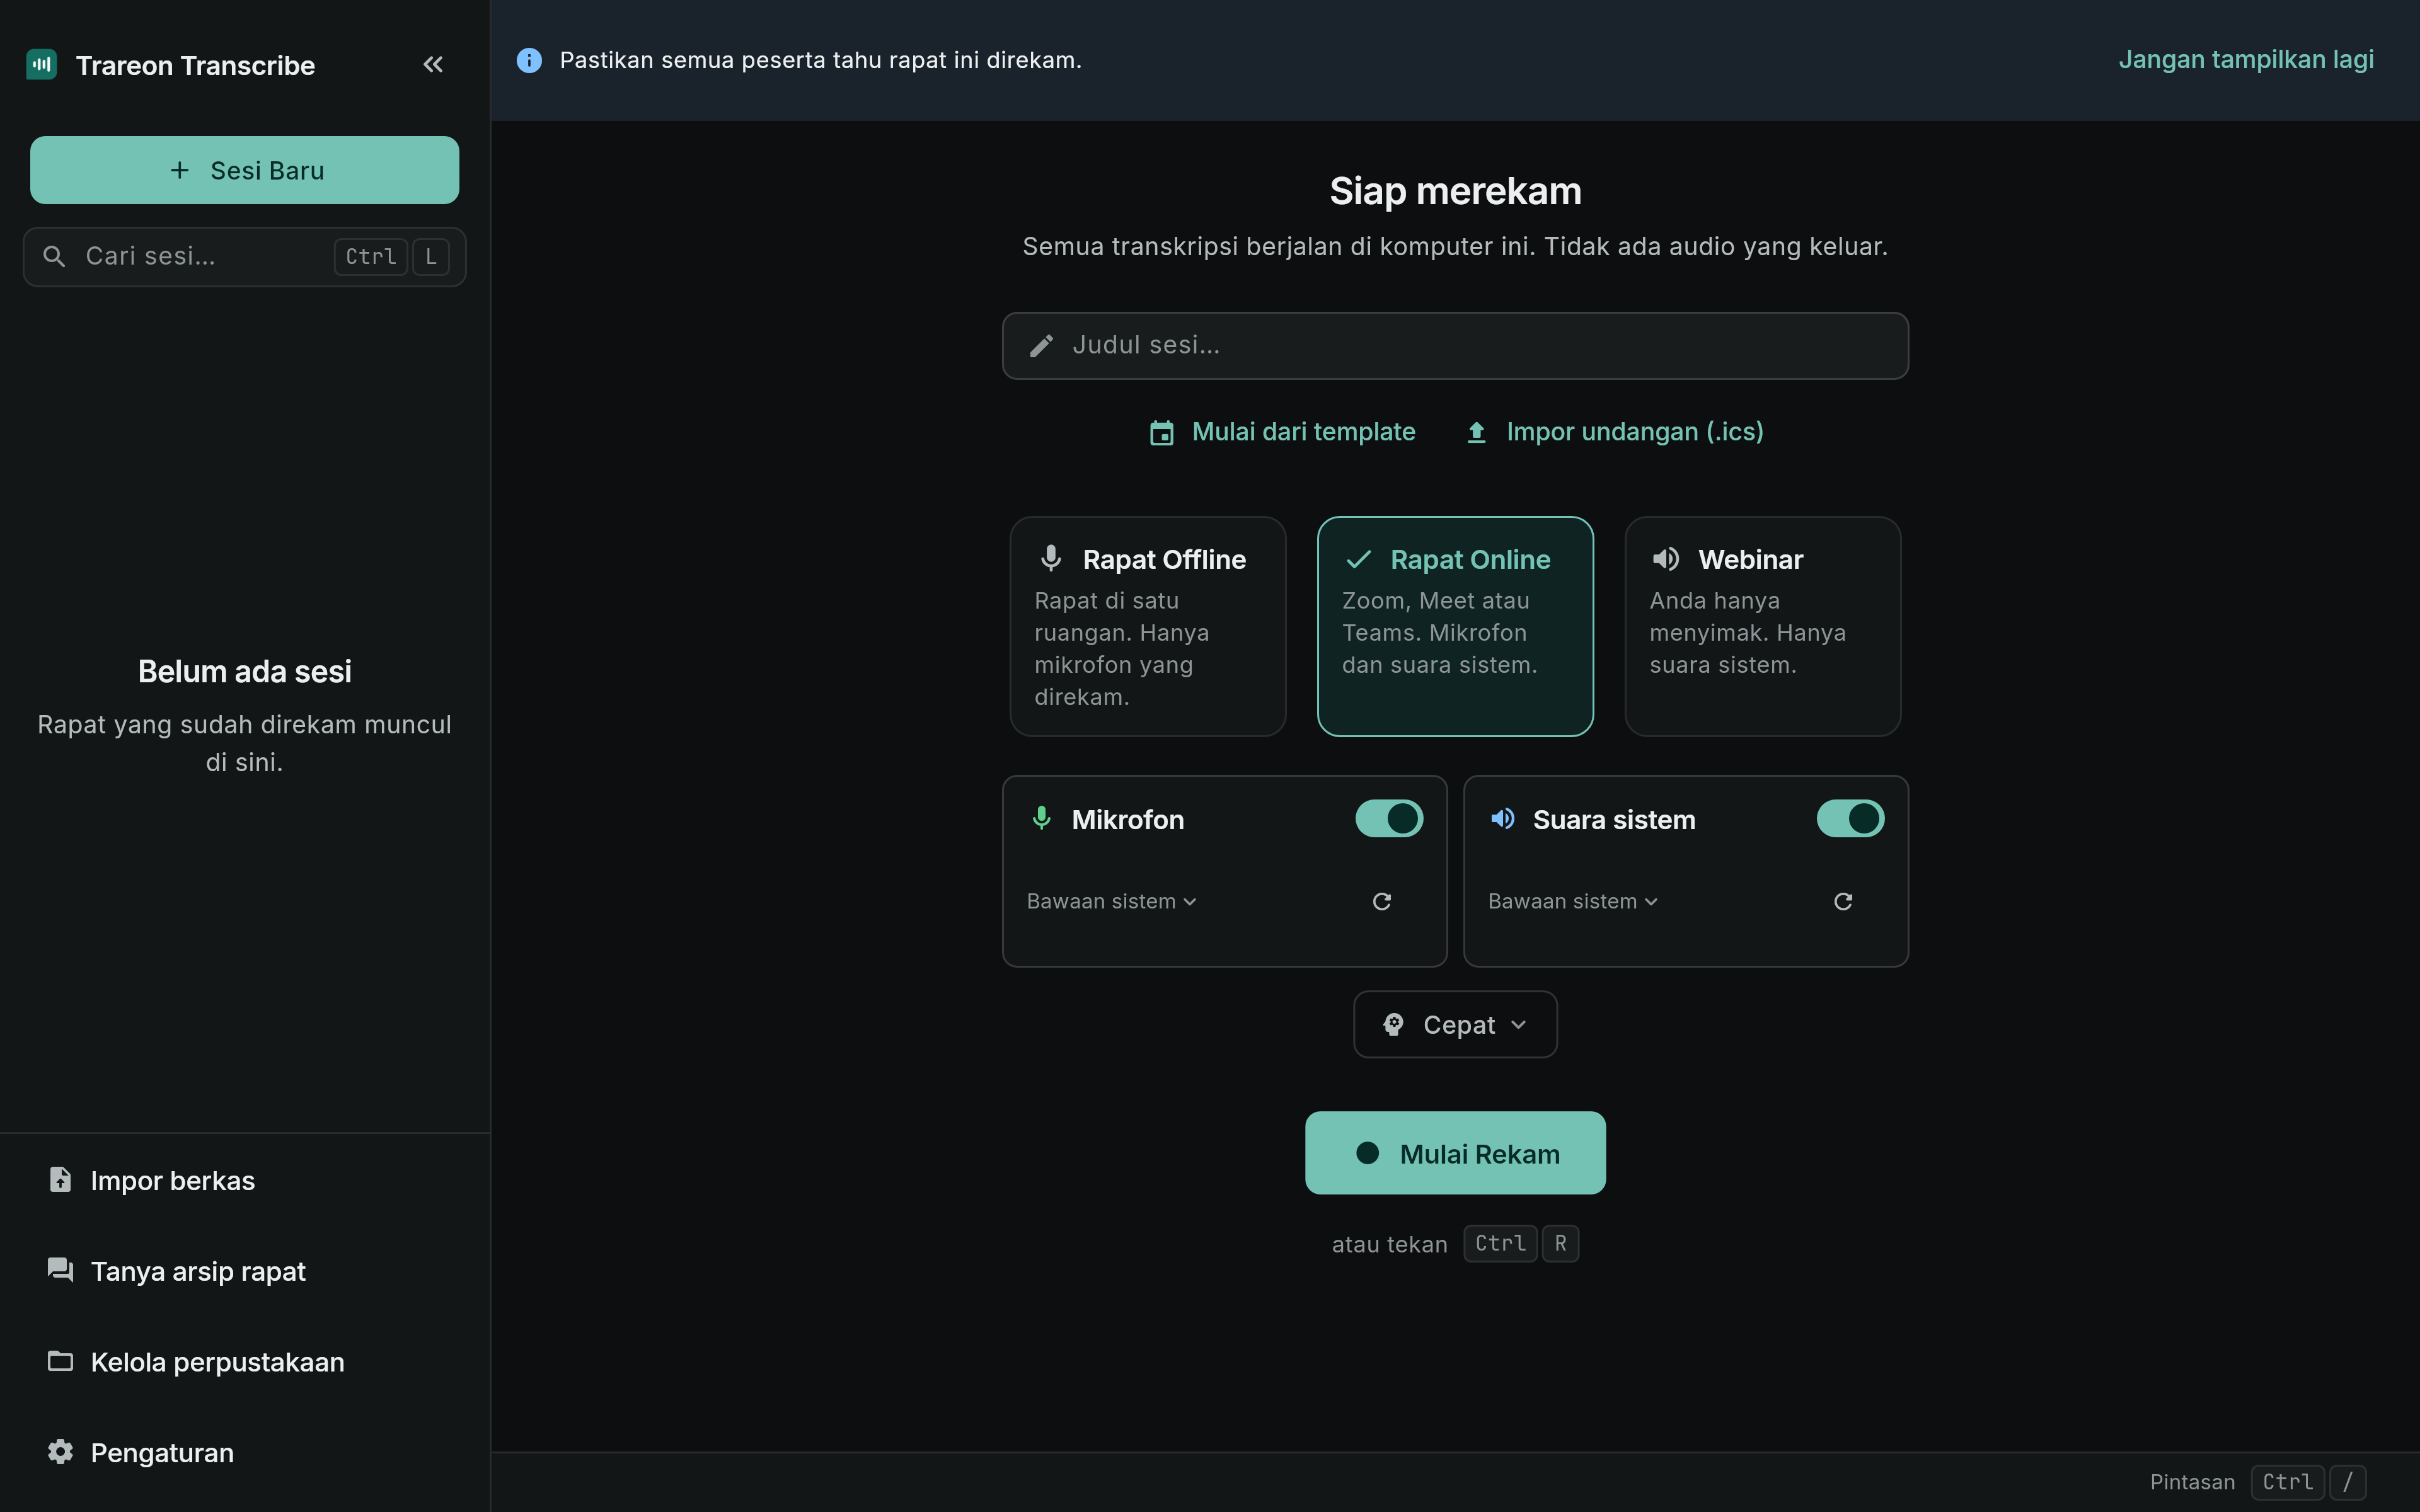 Trareon Transcribe
Sesi Baru
Cari sesi... Ctrl L
Belum ada sesi
Rapat yang sudah direkam muncul
di sini.
Impor berkas
Tanya arsip rapat
Kelola perpustakaan
Pengaturan
Pastikan semua peserta tahu rapat ini direkam.
Jangan tampilkan lagi
Siap merekam
Semua transkripsi berjalan di komputer ini. Tidak ada audio yang keluar.
Judul sesi...
Mulai dari template
Impor undangan (.ics)
Rapat Offline
Rapat di satu
ruangan. Hanya
mikrofon yang
direkam.
Rapat Online
Zoom, Meet atau
Teams. Mikrofon
dan suara sistem.
Webinar
Anda hanya
menyimak. Hanya
suara sistem.
Mikrofon
Bawaan sistem
Suara sistem
Bawaan sistem
Cepat
Mulai Rekam
atau tekan Ctrl R
Pintasan Ctrl /